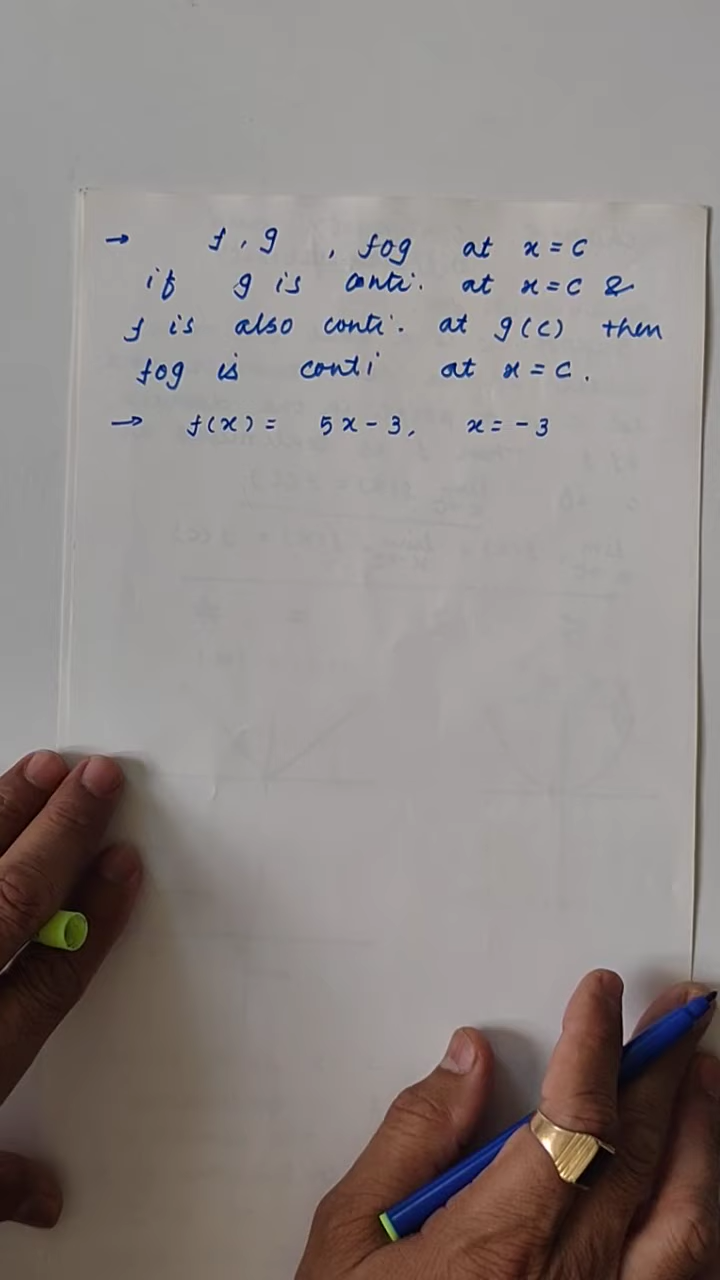 → f, g , fog at x = c
if g is conti. at x = c &
f is also conti. at g(c) then
fog is conti at x = c.
→ f(x) = 5x - 3, x = -3